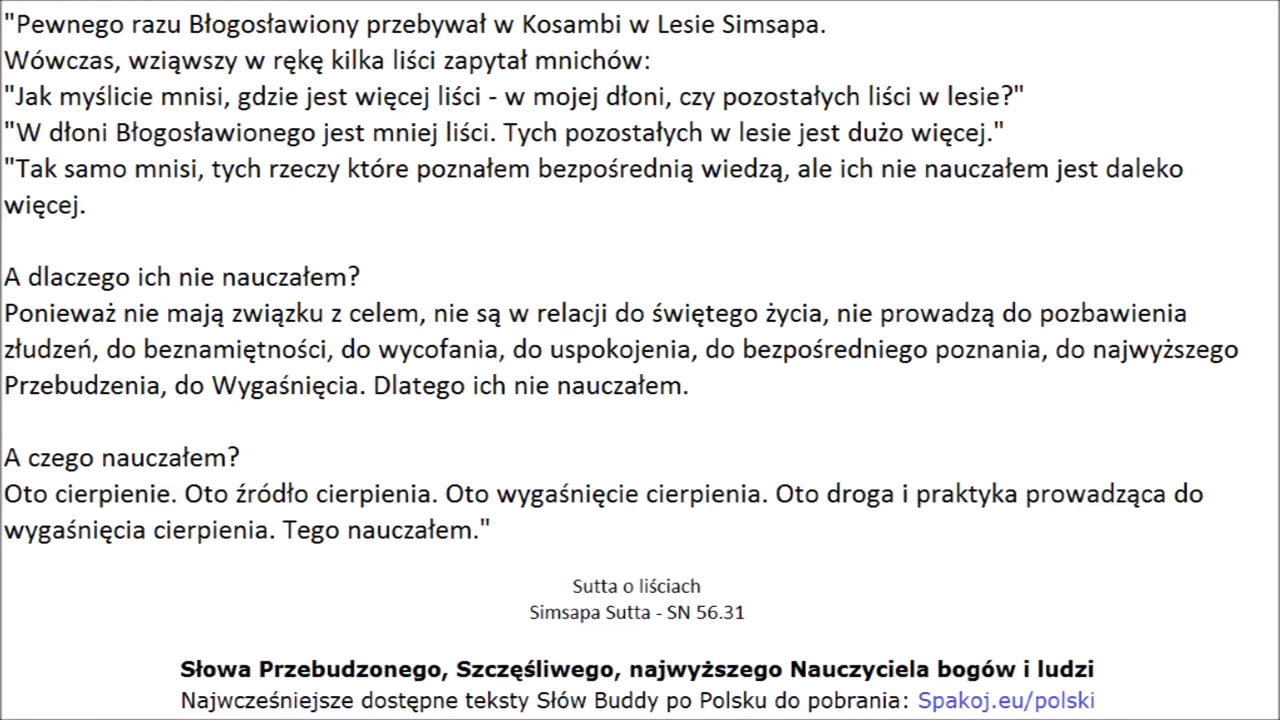 "Pewnego razu Błogosławiony przebywał w Kosambi w Lesie Simsapa.
Wówczas, wziąwszy w rękę kilka liści zapytał mnichów:
"Jak myślicie mnisi, gdzie jest więcej liści - w mojej dłoni, czy pozostałych liści w lesie?"
"W dłoni Błogosławionego jest mniej liści. Tych pozostałych w lesie jest dużo więcej."
"Tak samo mnisi, tych rzeczy które poznałem bezpośrednią wiedzą, ale ich nie nauczałem jest daleko
więcej.
A dlaczego ich nie nauczałem?
Ponieważ nie mają związku z celem, nie są w relacji do świętego życia, nie prowadzą do pozbawienia
złudzeń, do beznamiętności, do wycofania, do uspokojenia, do bezpośredniego poznania, do najwyższego
Przebudzenia, do Wygaśnięcia. Dlatego ich nie nauczałem.
A czego nauczałem?
Oto cierpienie. Oto źródło cierpienia. Oto wygaśnięcie cierpienia. Oto droga i praktyka prowadząca do
wygaśnięcia cierpienia. Tego nauczałem."
Sutta o liściach
Simsapa Sutta - SN 56.31
Słowa Przebudzonego, Szczęśliwego, najwyższego Nauczyciela bogów i ludzi
Najwcześniejsze dostępne teksty Słów Buddy po Polsku do pobrania: Spakoj.eu/polski